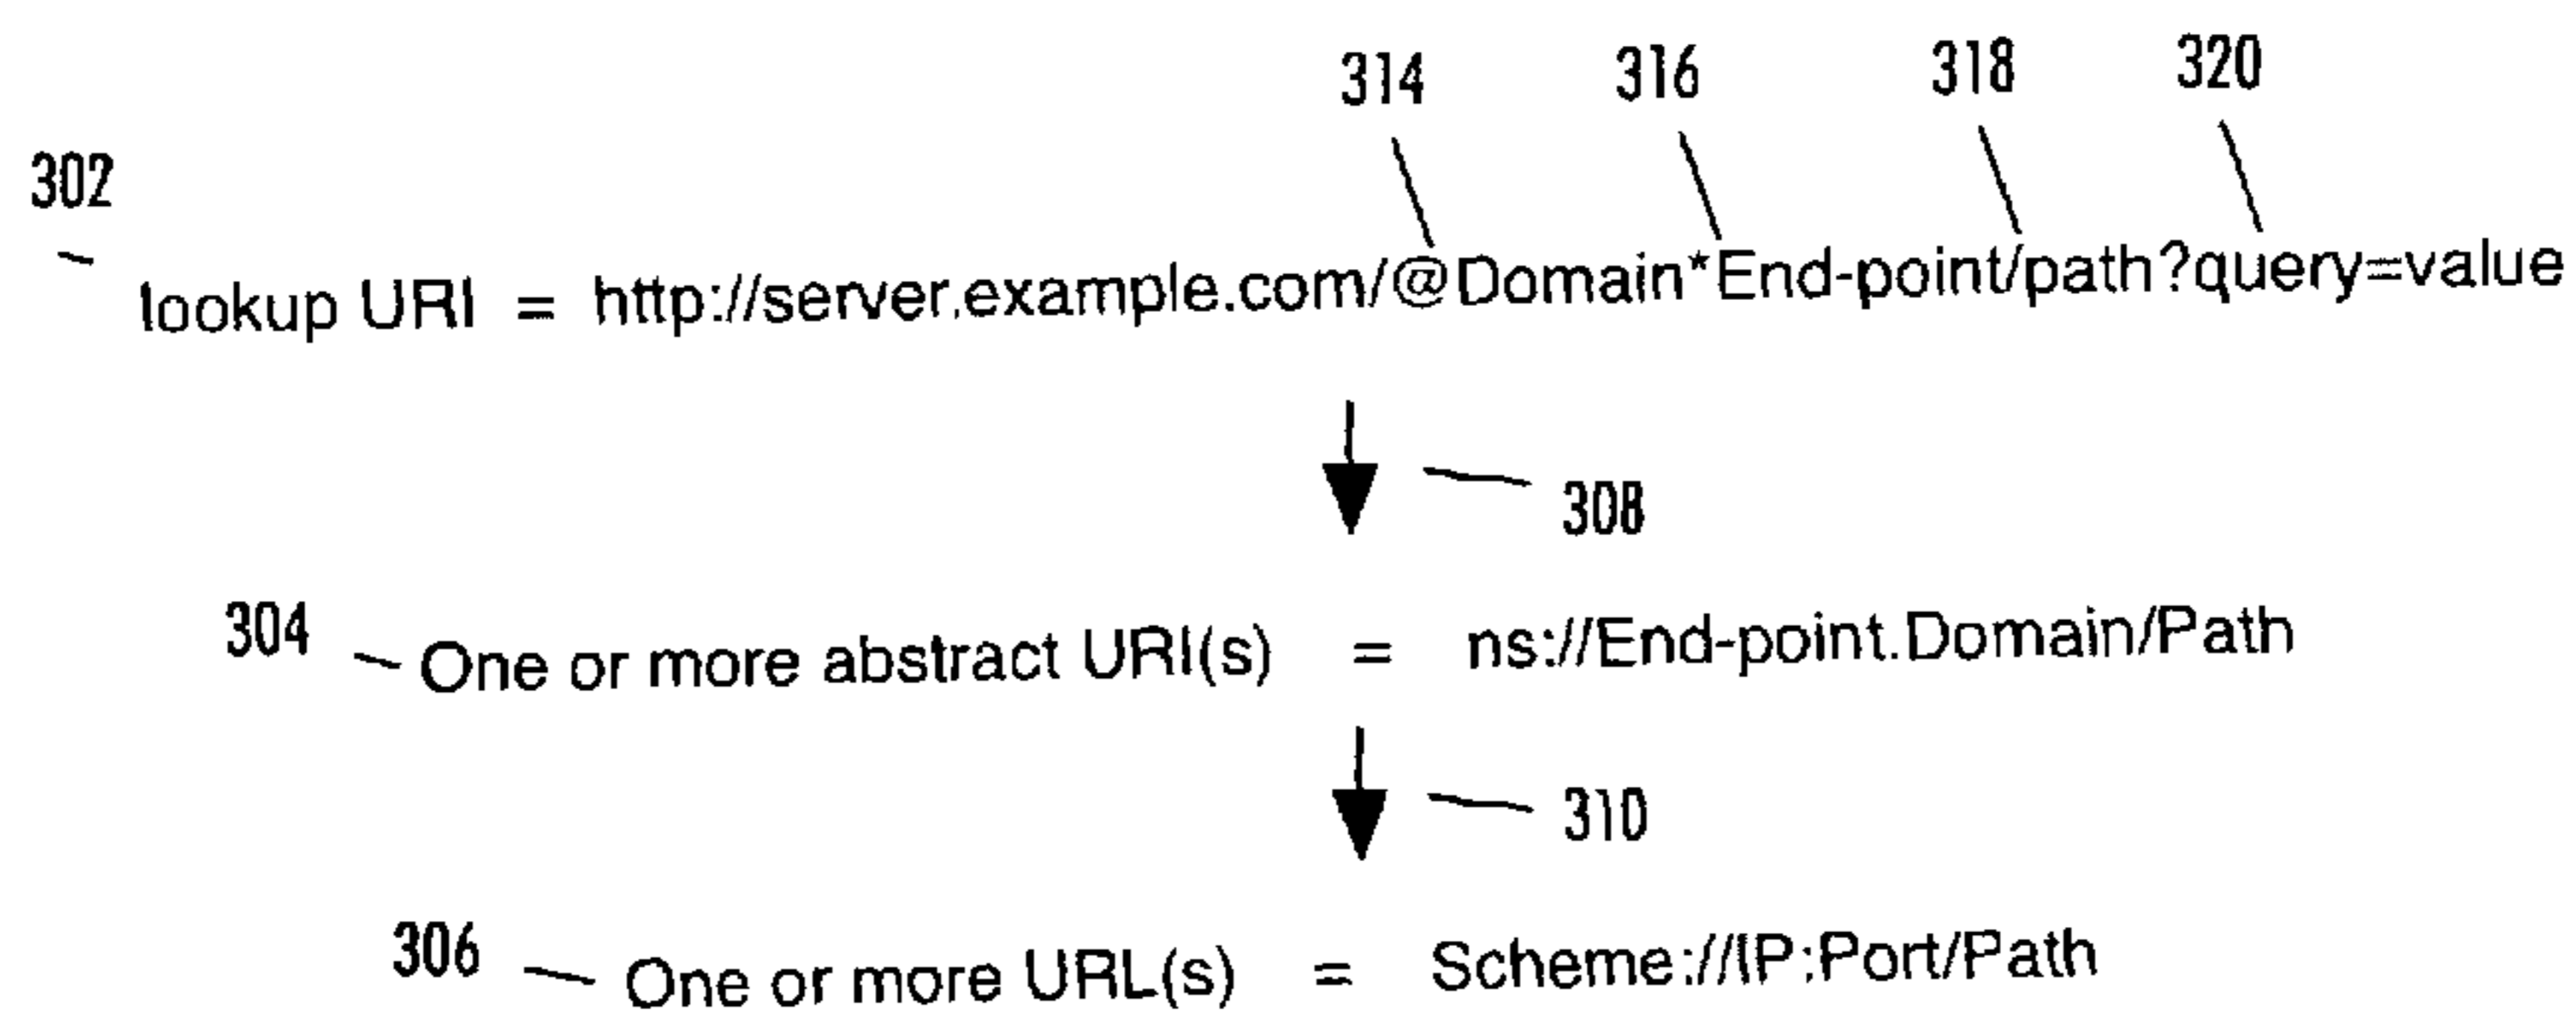 314 316 318 320
302
lookup URI = http://server.example.com/@Domain*End-point/path?query=value
308
304 One or more abstract URI(s) = ns://End-point.Domain/Path
310
306 One or more URL(s) = Scheme://IP:Port/Path